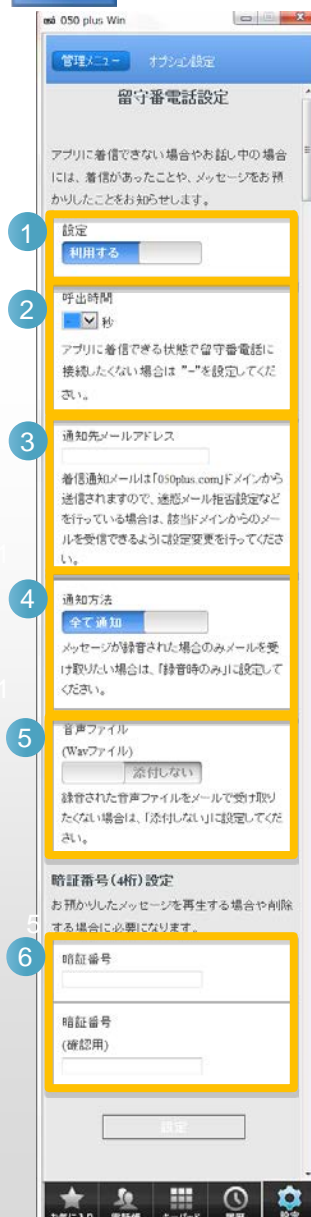 050 plus Win
管理メニュー
オプション設定
留守番電話設定
アプリに着信できない場合やお話し中の場合
には、着信があったことや、メッセージをお預
かりしたことをお知らせします。
1
設定
利用する
2
呼出時間
- 秒
アプリに着信できる状態で留守番電話に
接続したくない場合は "-"を設定してくだ
さい。
3
通知先メールアドレス
着信通知メールは「050plus.com」ドメインから
送信されますので、迷惑メール拒否設定など
を行っている場合は、該当ドメインからのメー
ルを受信できるように設定変更を行ってくださ
い。
4
通知方法
全て通知
メッセージが録音された場合のみメールを受
け取りたい場合は、「録音時のみ」に設定して
ください。
5
音声ファイル
(Wavファイル)
添付しない
録音された音声ファイルをメールで受け取り
たくない場合は、「添付しない」に設定してくだ
さい。
暗証番号(4桁)設定
お預かりしたメッセージを再生する場合や削除
する場合に必要になります。
5
6
暗証番号
暗証番号
(確認用)
設定
お気に入り 電話帳 キーパッド 履歴 設定